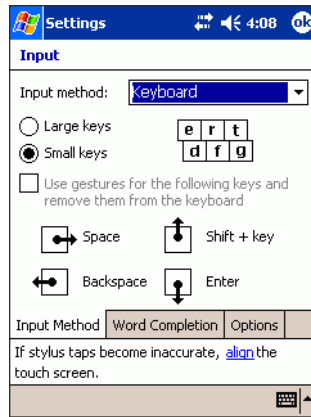 Settings 4:08 ok
Input
Input method: Keyboard
Large keys
e r t
Small keys
d f g
Use gestures for the following keys and
remove them from the keyboard
Space Shift + key
Backspace Enter
Input Method Word Completion Options
If stylus taps become inaccurate, align the
touch screen.